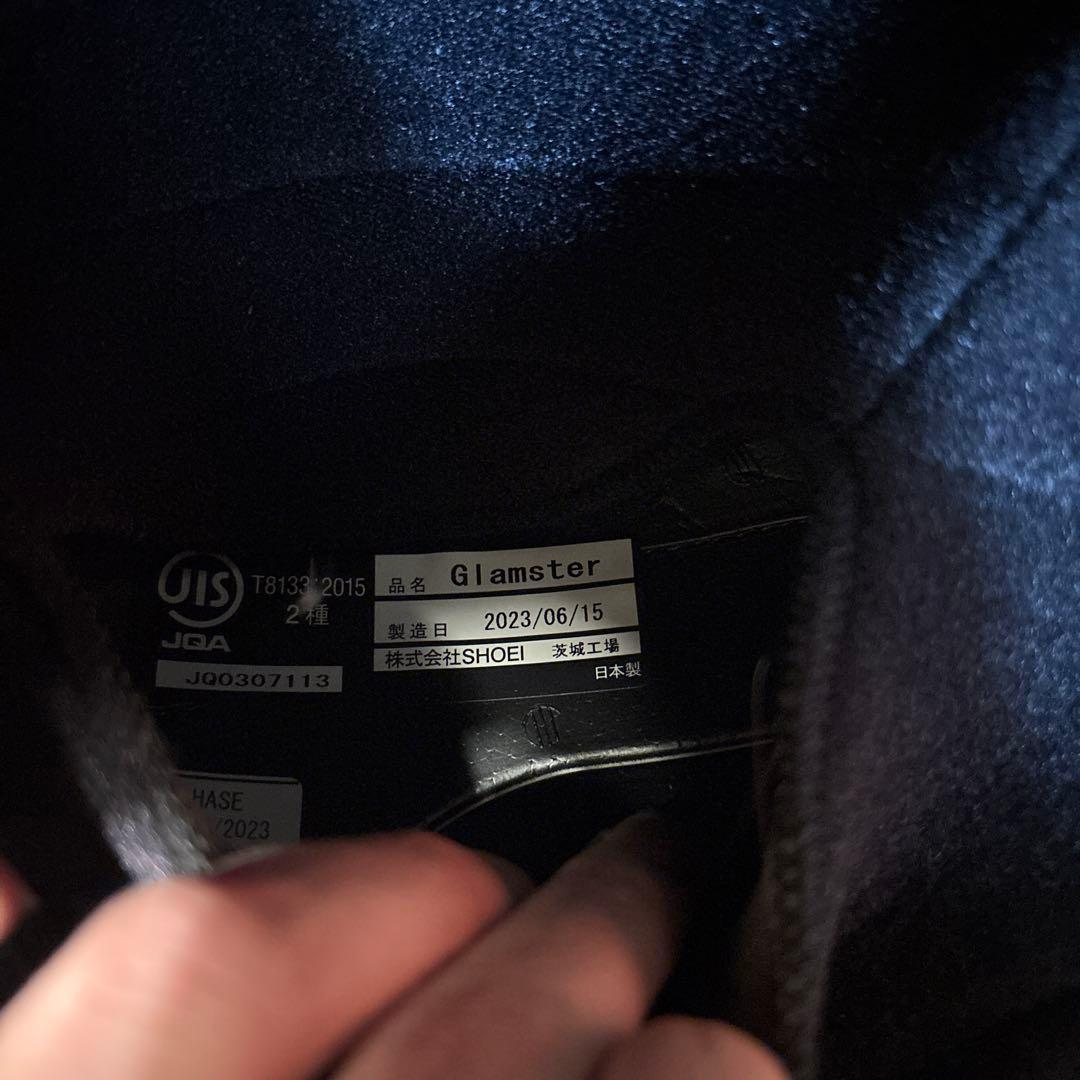 JIS
T8133:2015
2種
JQA
JQ0307113
品名 Glamster
製造日 2023/06/15
株式会社SHOEI 茨城工場
日本製
HASE
/2023